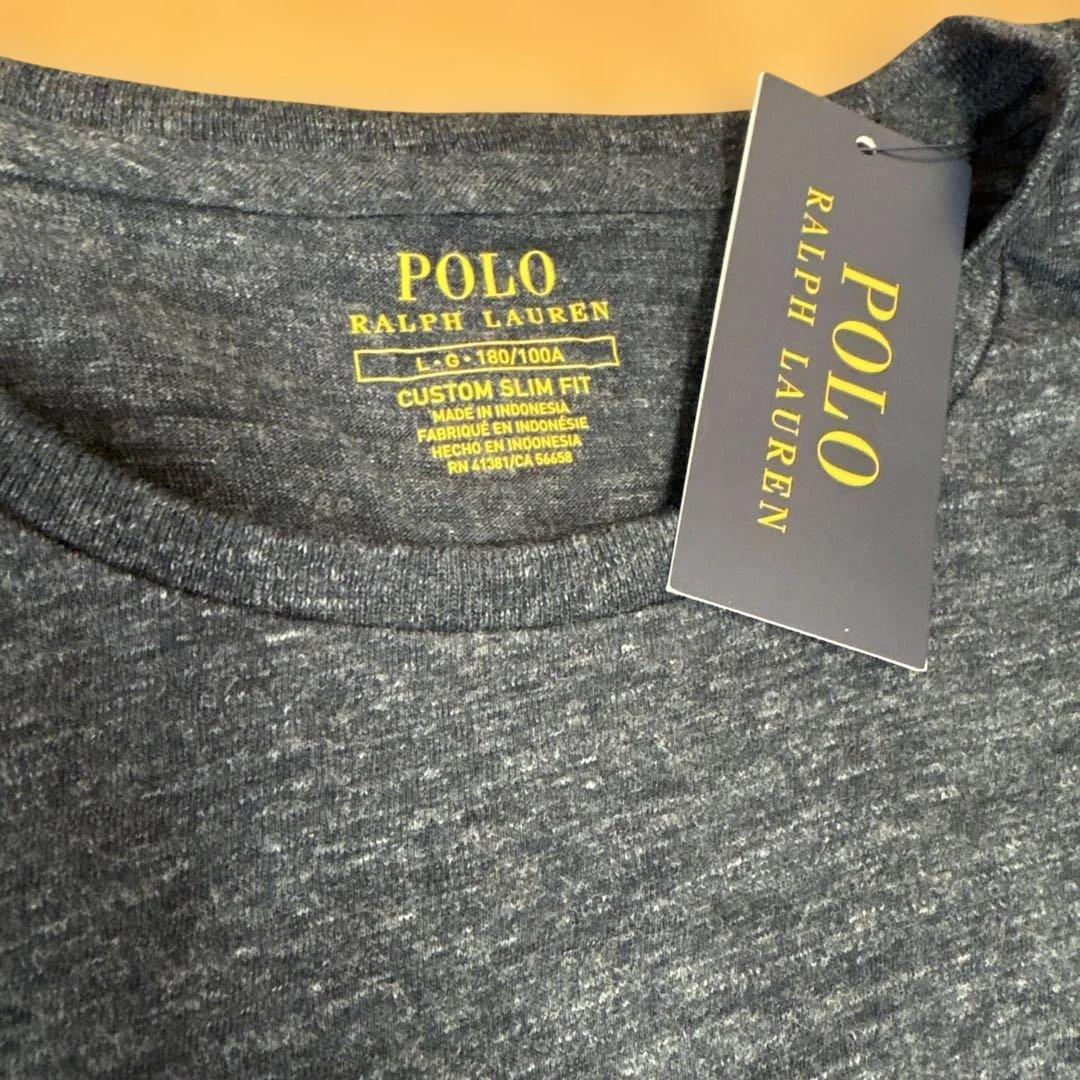 POLO
RALPH LAUREN
L • G • 180/100A
CUSTOM SLIM FIT
MADE IN INDONESIA
FABRIQUÉ EN INDONÉSIE
HECHO EN INDONESIA
RN 41381/CA 56658
POLO
RALPH LAUREN